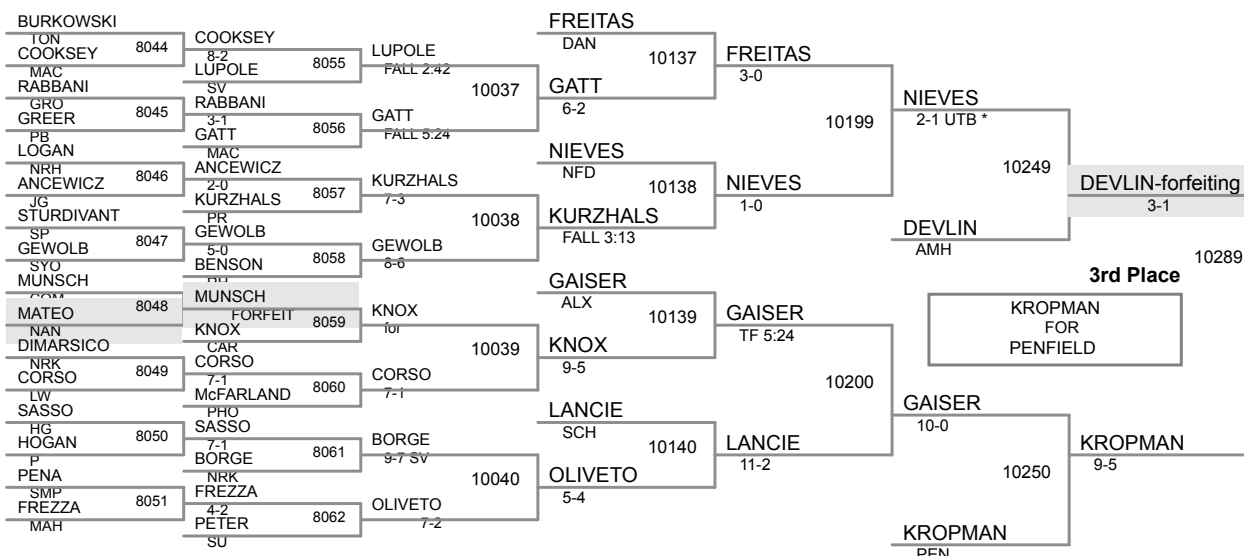 BURKOWSKI
TON
8044
COOKSEY
MAC
RABBANI
GRO
8045
GREER
PB
LOGAN
NRH
8046
ANCEWICZ
JG
STURDIVANT
SP
8047
GEWOLB
SYO
MUNSCH
COM
8048
MATEO
NAN
DIMARSICO
NRK
8049
CORSO
LW
SASSO
HG
8050
HOGAN
P
PENA
SMP
8051
FREZZA
MAH
COOKSEY
8-2
8055
LUPOLE
SV
RABBANI
3-1
8056
GATT
MAC
ANCEWICZ
2-0
8057
KURZHALS
PR
GEWOLB
5-0
8058
BENSON
MUNSCH
FORFEIT
8059
KNOX
CAR
CORSO
7-1
8060
McFARLAND
PHO
SASSO
7-1
8061
BORGE
NRK
FREZZA
4-2
8062
PETER
SU
LUPOLE
FALL 2:42
10037
GATT
FALL 5:24
KURZHALS
7-3
10038
GEWOLB
8-6
KNOX
for
10039
CORSO
7-1
BORGE
9-7 SV
10040
OLIVETO
7-2
FREITAS
DAN
10137
GATT
6-2
NIEVES
NFD
10138
KURZHALS
FALL 3:13
GAISER
ALX
10139
KNOX
9-5
LANCIE
SCH
10140
OLIVETO
5-4
FREITAS
3-0
10199
NIEVES
1-0
GAISER
TF 5:24
10200
LANCIE
11-2
NIEVES
2-1 UTB *
10249
DEVLIN
AMH
GAISER
10-0
10250
KROPMAN
PEN
DEVLIN-forfeiting
3-1
10289
3rd Place
KROPMAN
FOR
PENFIELD
KROPMAN
9-5